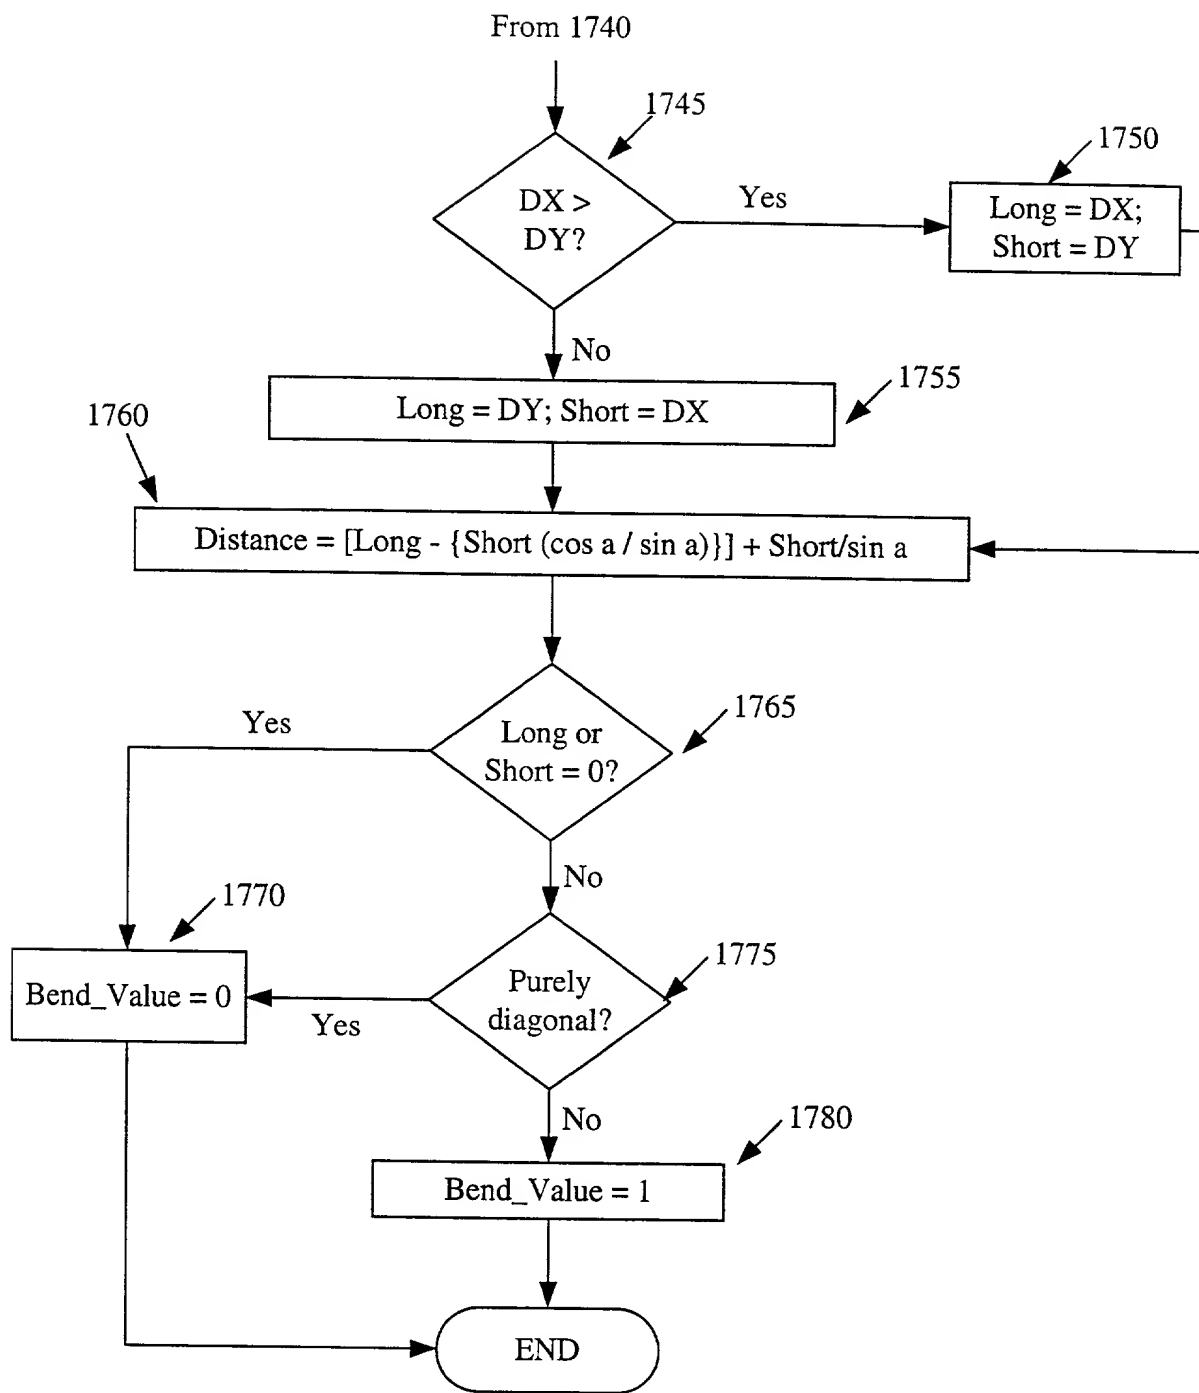 From 1740
1745
1750
DX >
DY?
Yes
Long = DX;
Short = DY
No
1755
Long = DY; Short = DX
1760
Distance = [Long - {Short (cos a / sin a)}] + Short/sin a
1765
Long or
Short = 0?
Yes
No
1770
1775
Bend_Value = 0
Purely
diagonal?
Yes
No
1780
Bend_Value = 1
END